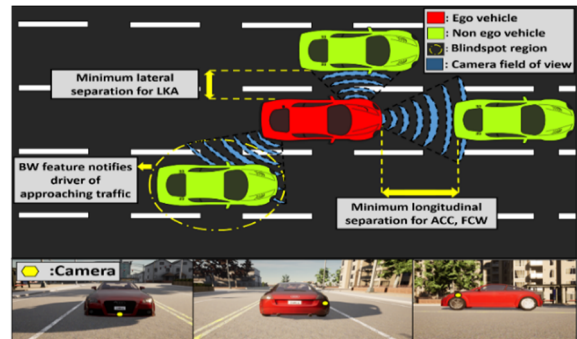 : Ego vehicle
: Non ego vehicle
: Blindspot region
: Camera field of view
Minimum lateral
separation for LKA
BW feature notifies
driver of
approaching traffic
Minimum longitudinal
separation for ACC, FCW
:Camera